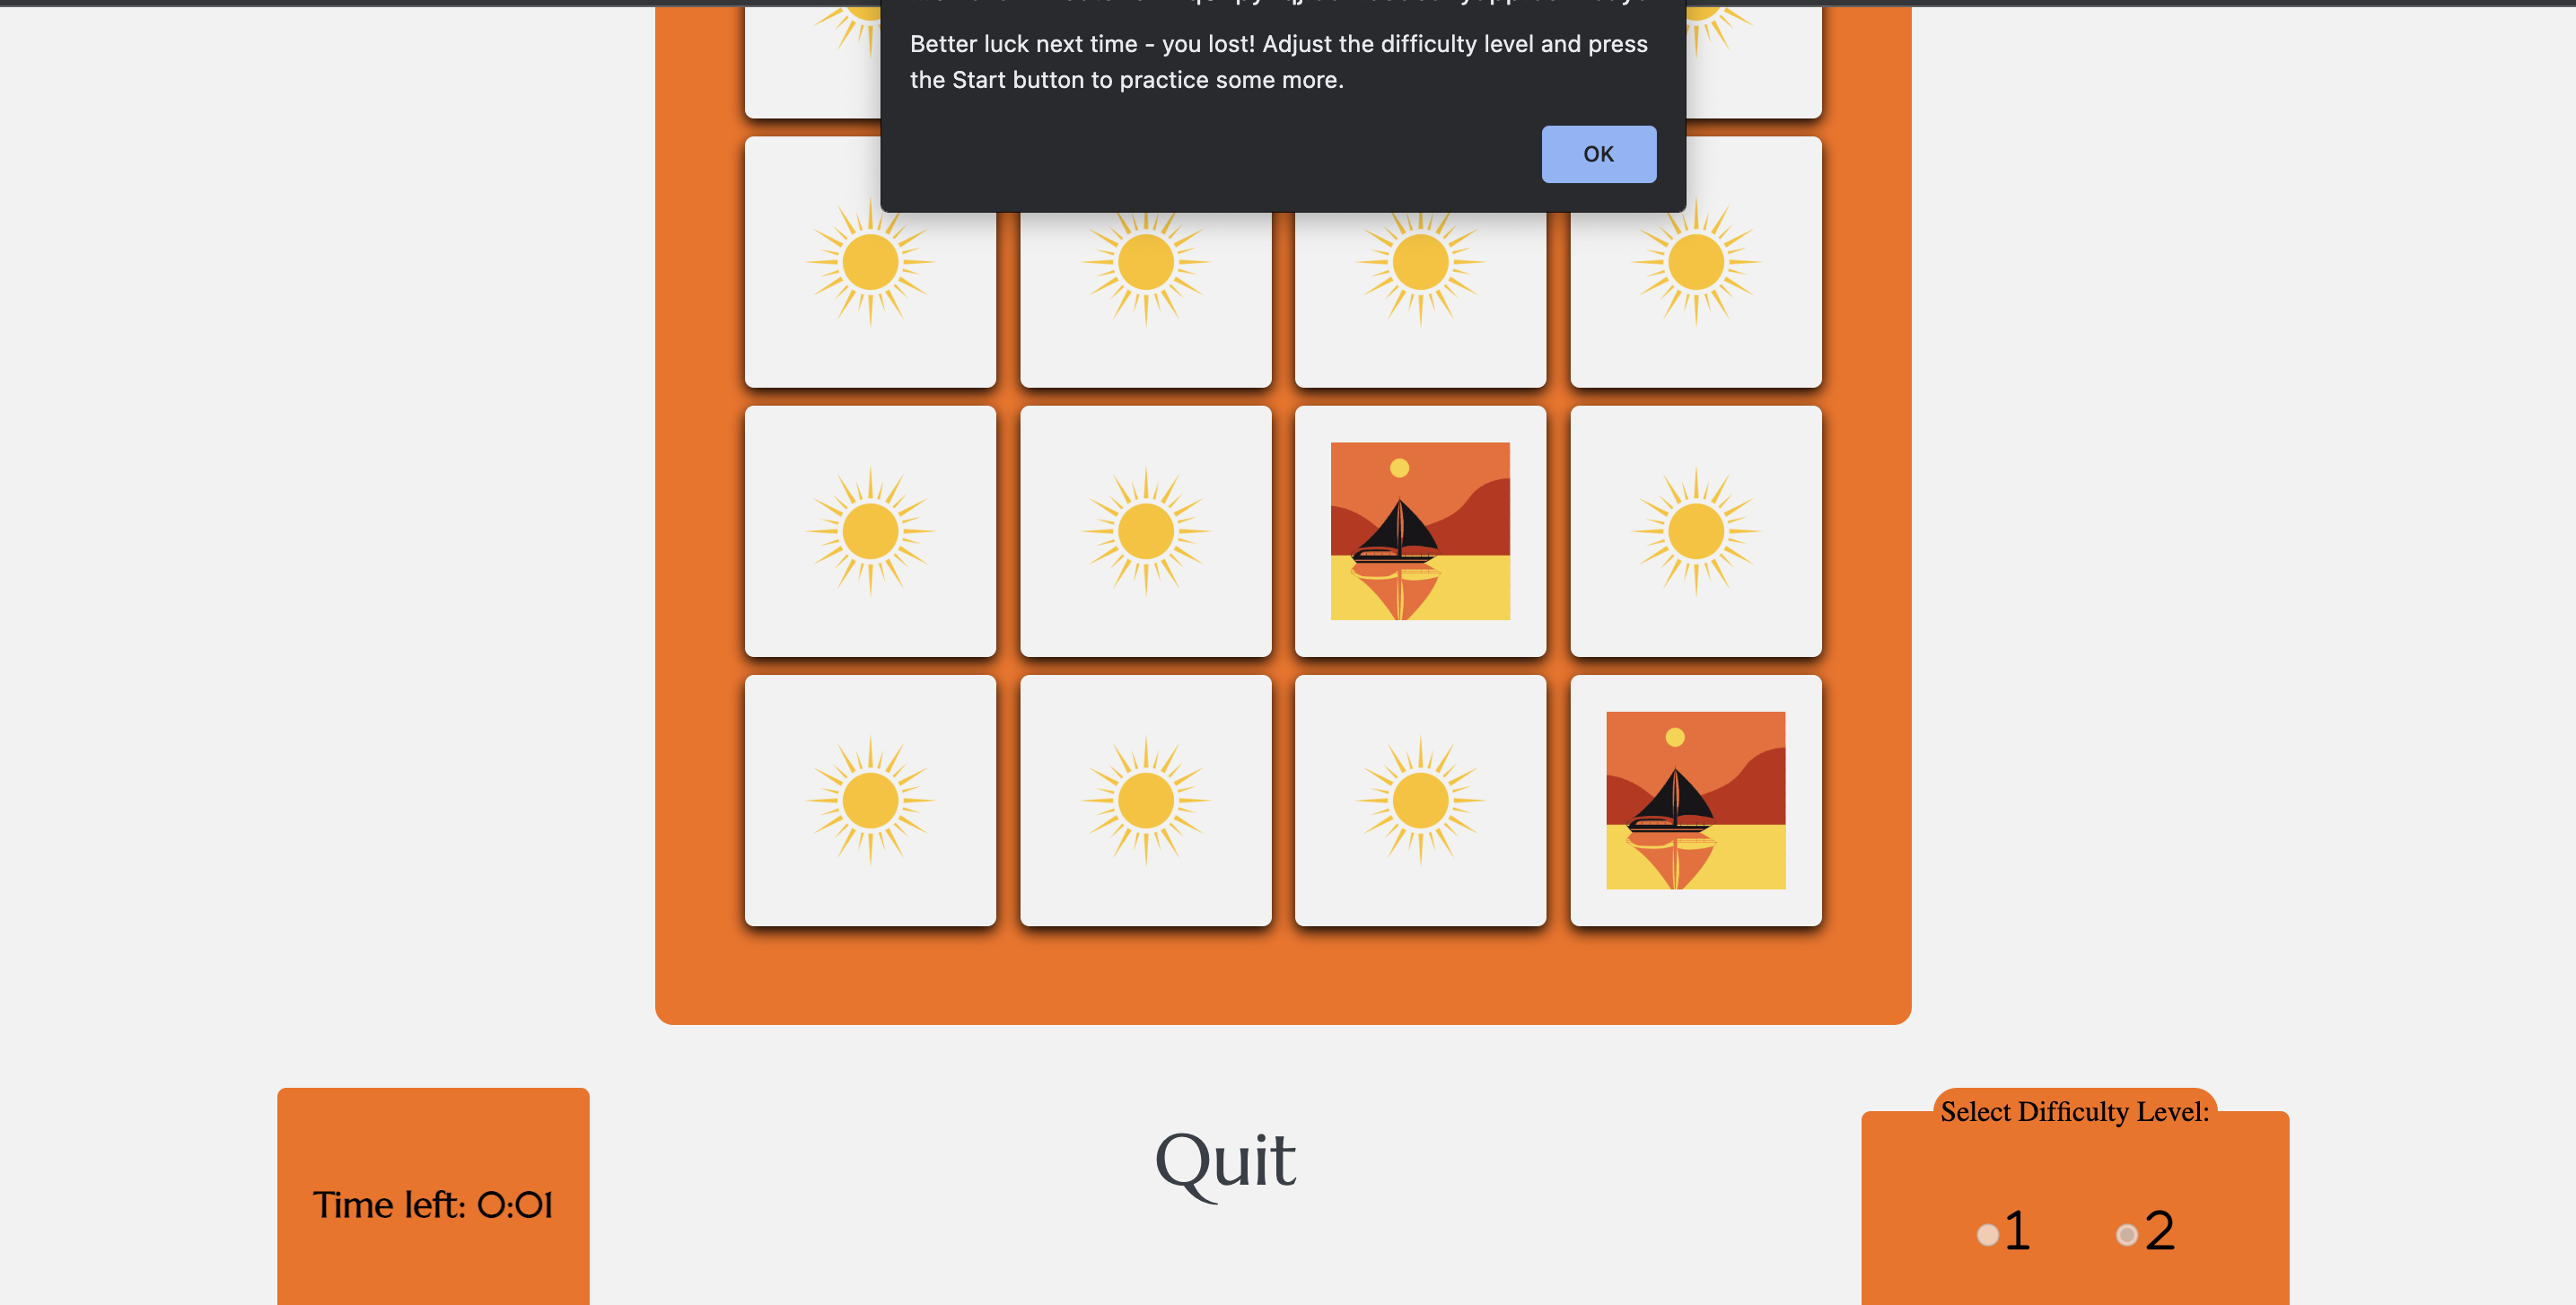 Better luck next time - you lost! Adjust the difficulty level and press
the Start button to practice some more.
OK
Select Difficulty Level:
Quit
Time left: 0:01
1 2